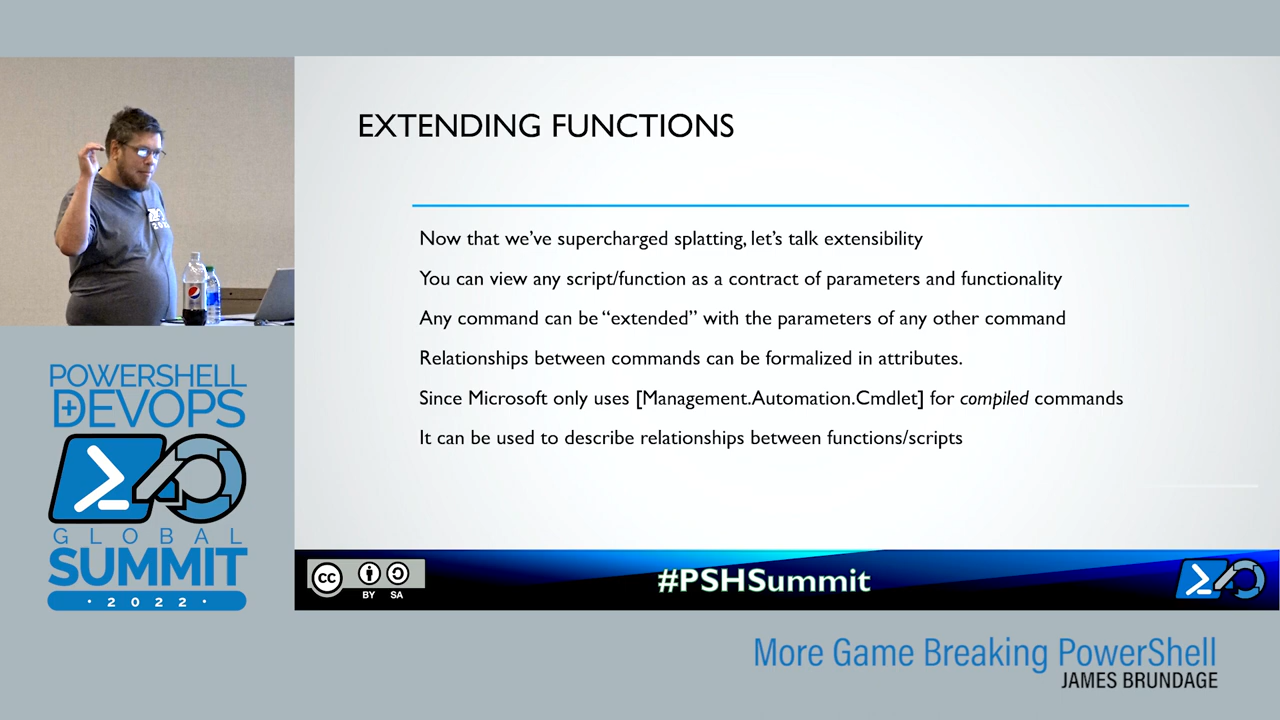 EXTENDING FUNCTIONS
Now that we’ve supercharged splatting, let’s talk extensibility
You can view any script/function as a contract of parameters and functionality
Any command can be “extended” with the parameters of any other command
Relationships between commands can be formalized in attributes.
Since Microsoft only uses [Management.Automation.Cmdlet] for compiled commands
It can be used to describe relationships between functions/scripts
POWERSHELL
+DEVOPS
GLOBAL
SUMMIT
· 2022 ·
CC
BY SA
#PSHSummit
More Game Breaking PowerShell
JAMES BRUNDAGE